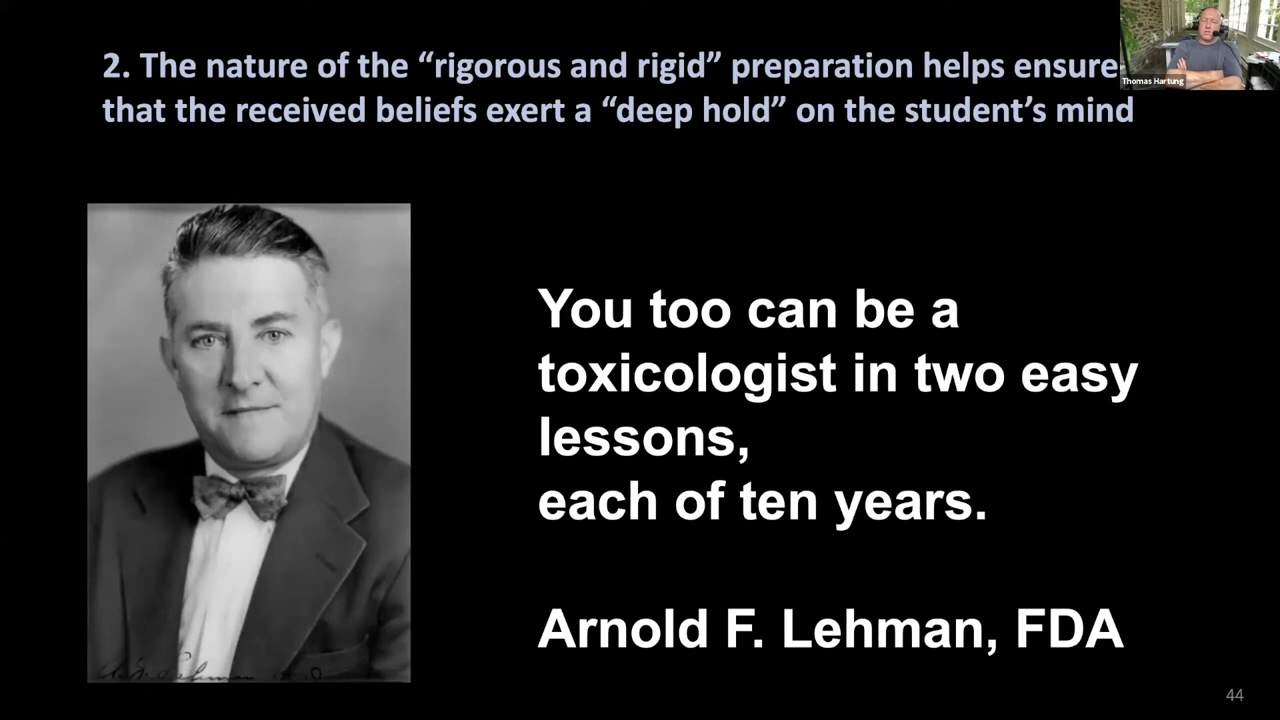 2. The nature of the “rigorous and rigid” preparation helps ensure
that the received beliefs exert a “deep hold” on the student’s mind
Thomas Hartung
You too can be a
toxicologist in two easy
lessons,
each of ten years.
Arnold F. Lehman, FDA
44